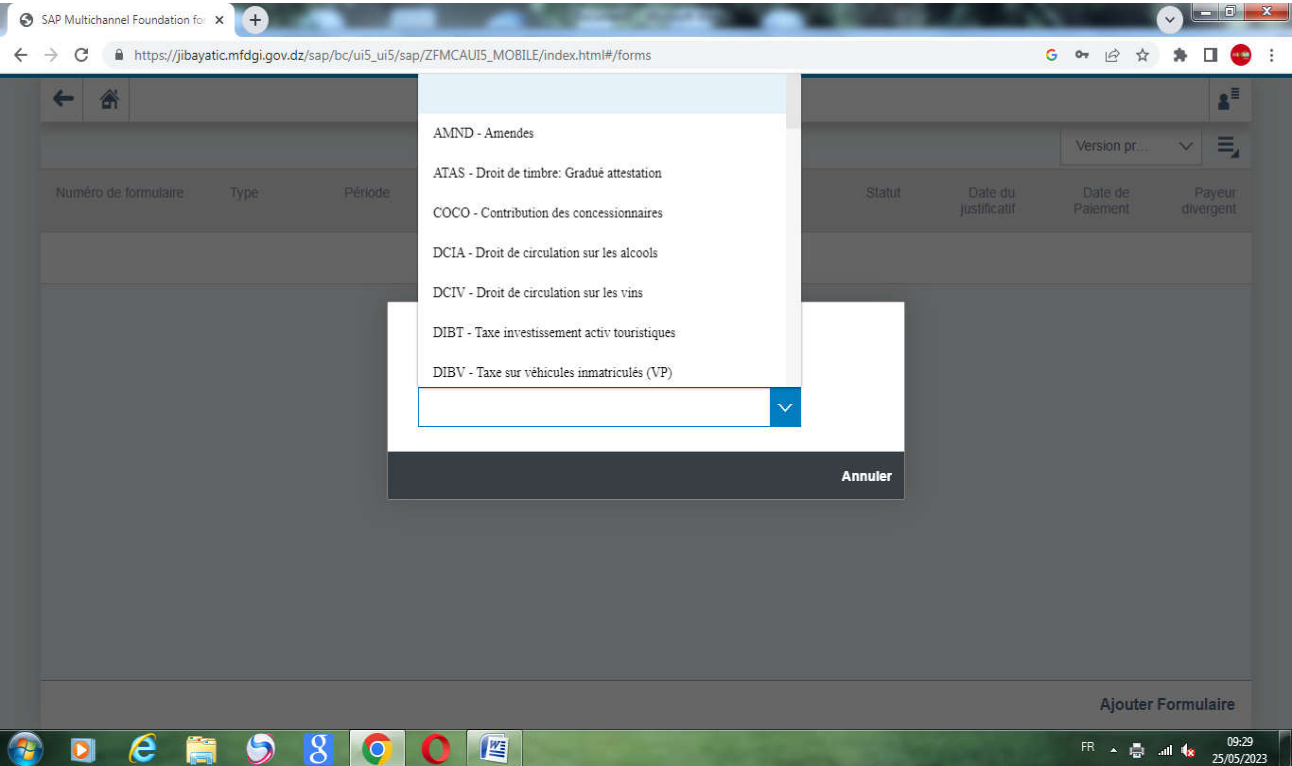 SAP Multichannel Foundation for
https://jibayatic.mfdgi.gov.dz/sap/bc/ui5_ui5/sap/ZFMCAUI5_MOBILE/index.html#/forms
Version pr...
Numéro de formulaire Type Période Statut Date du justificatif Date de Paiement Payeur divergent
AMND - Amendes
ATAS - Droit de timbre: Gradué attestation
COCO - Contribution des concessionnaires
DCIA - Droit de circulation sur les alcools
DCIV - Droit de circulation sur les vins
DIBT - Taxe investissement activ touristiques
DIBV - Taxe sur véhicules inmatriculés (VP)
Annuler
Ajouter Formulaire
FR 09:29
25/05/2023